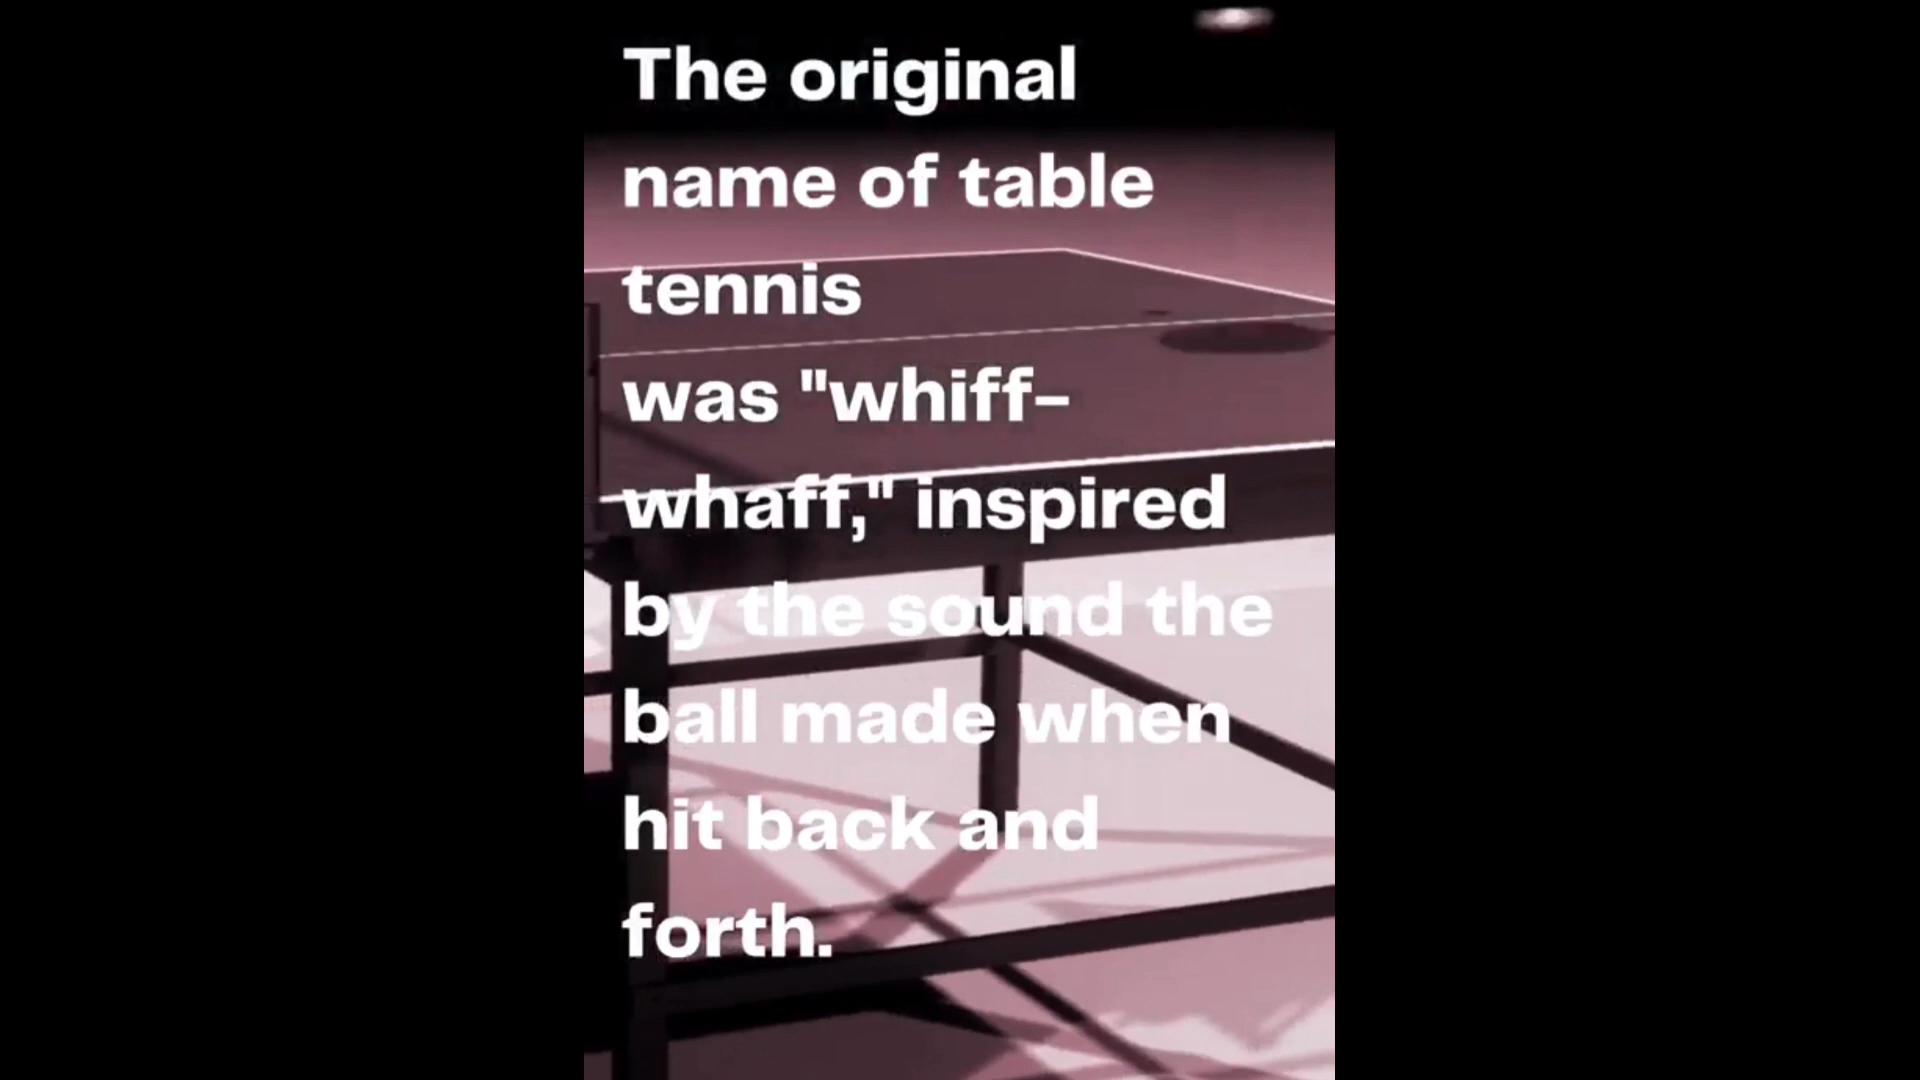 The original
name of table
tennis
was "whiff-
whaff," inspired
by the sound the
ball made when
hit back and
forth.